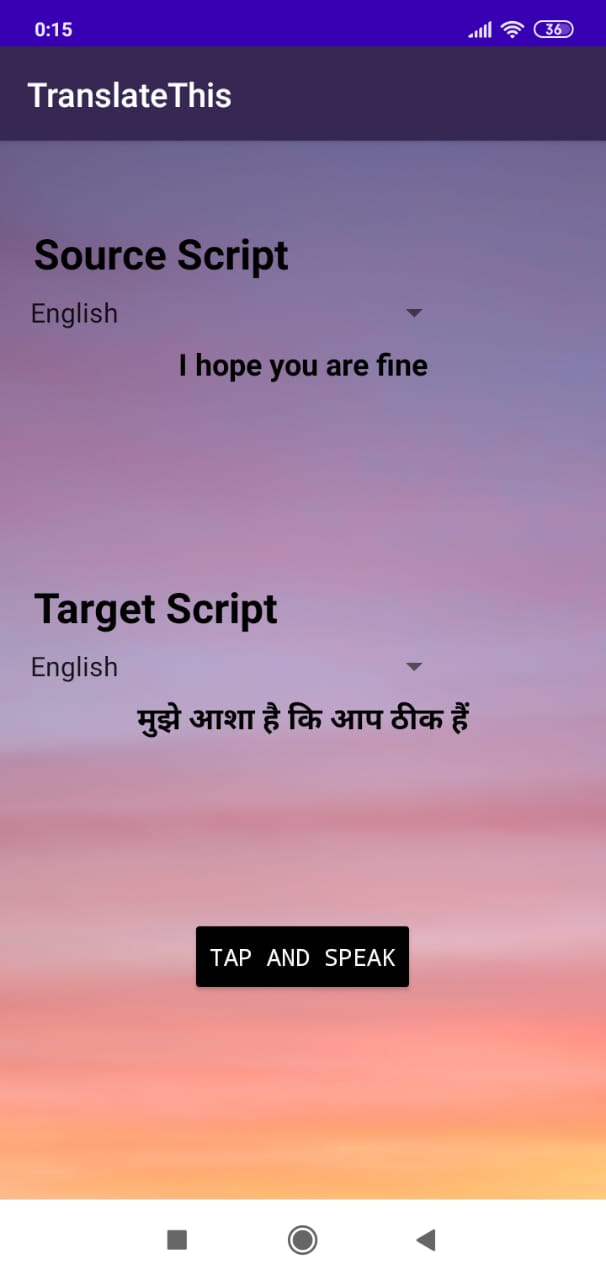 0:15
36
TranslateThis
Source Script
English
I hope you are fine
Target Script
English
मुझे आशा है कि आप ठीक हैं
TAP AND SPEAK